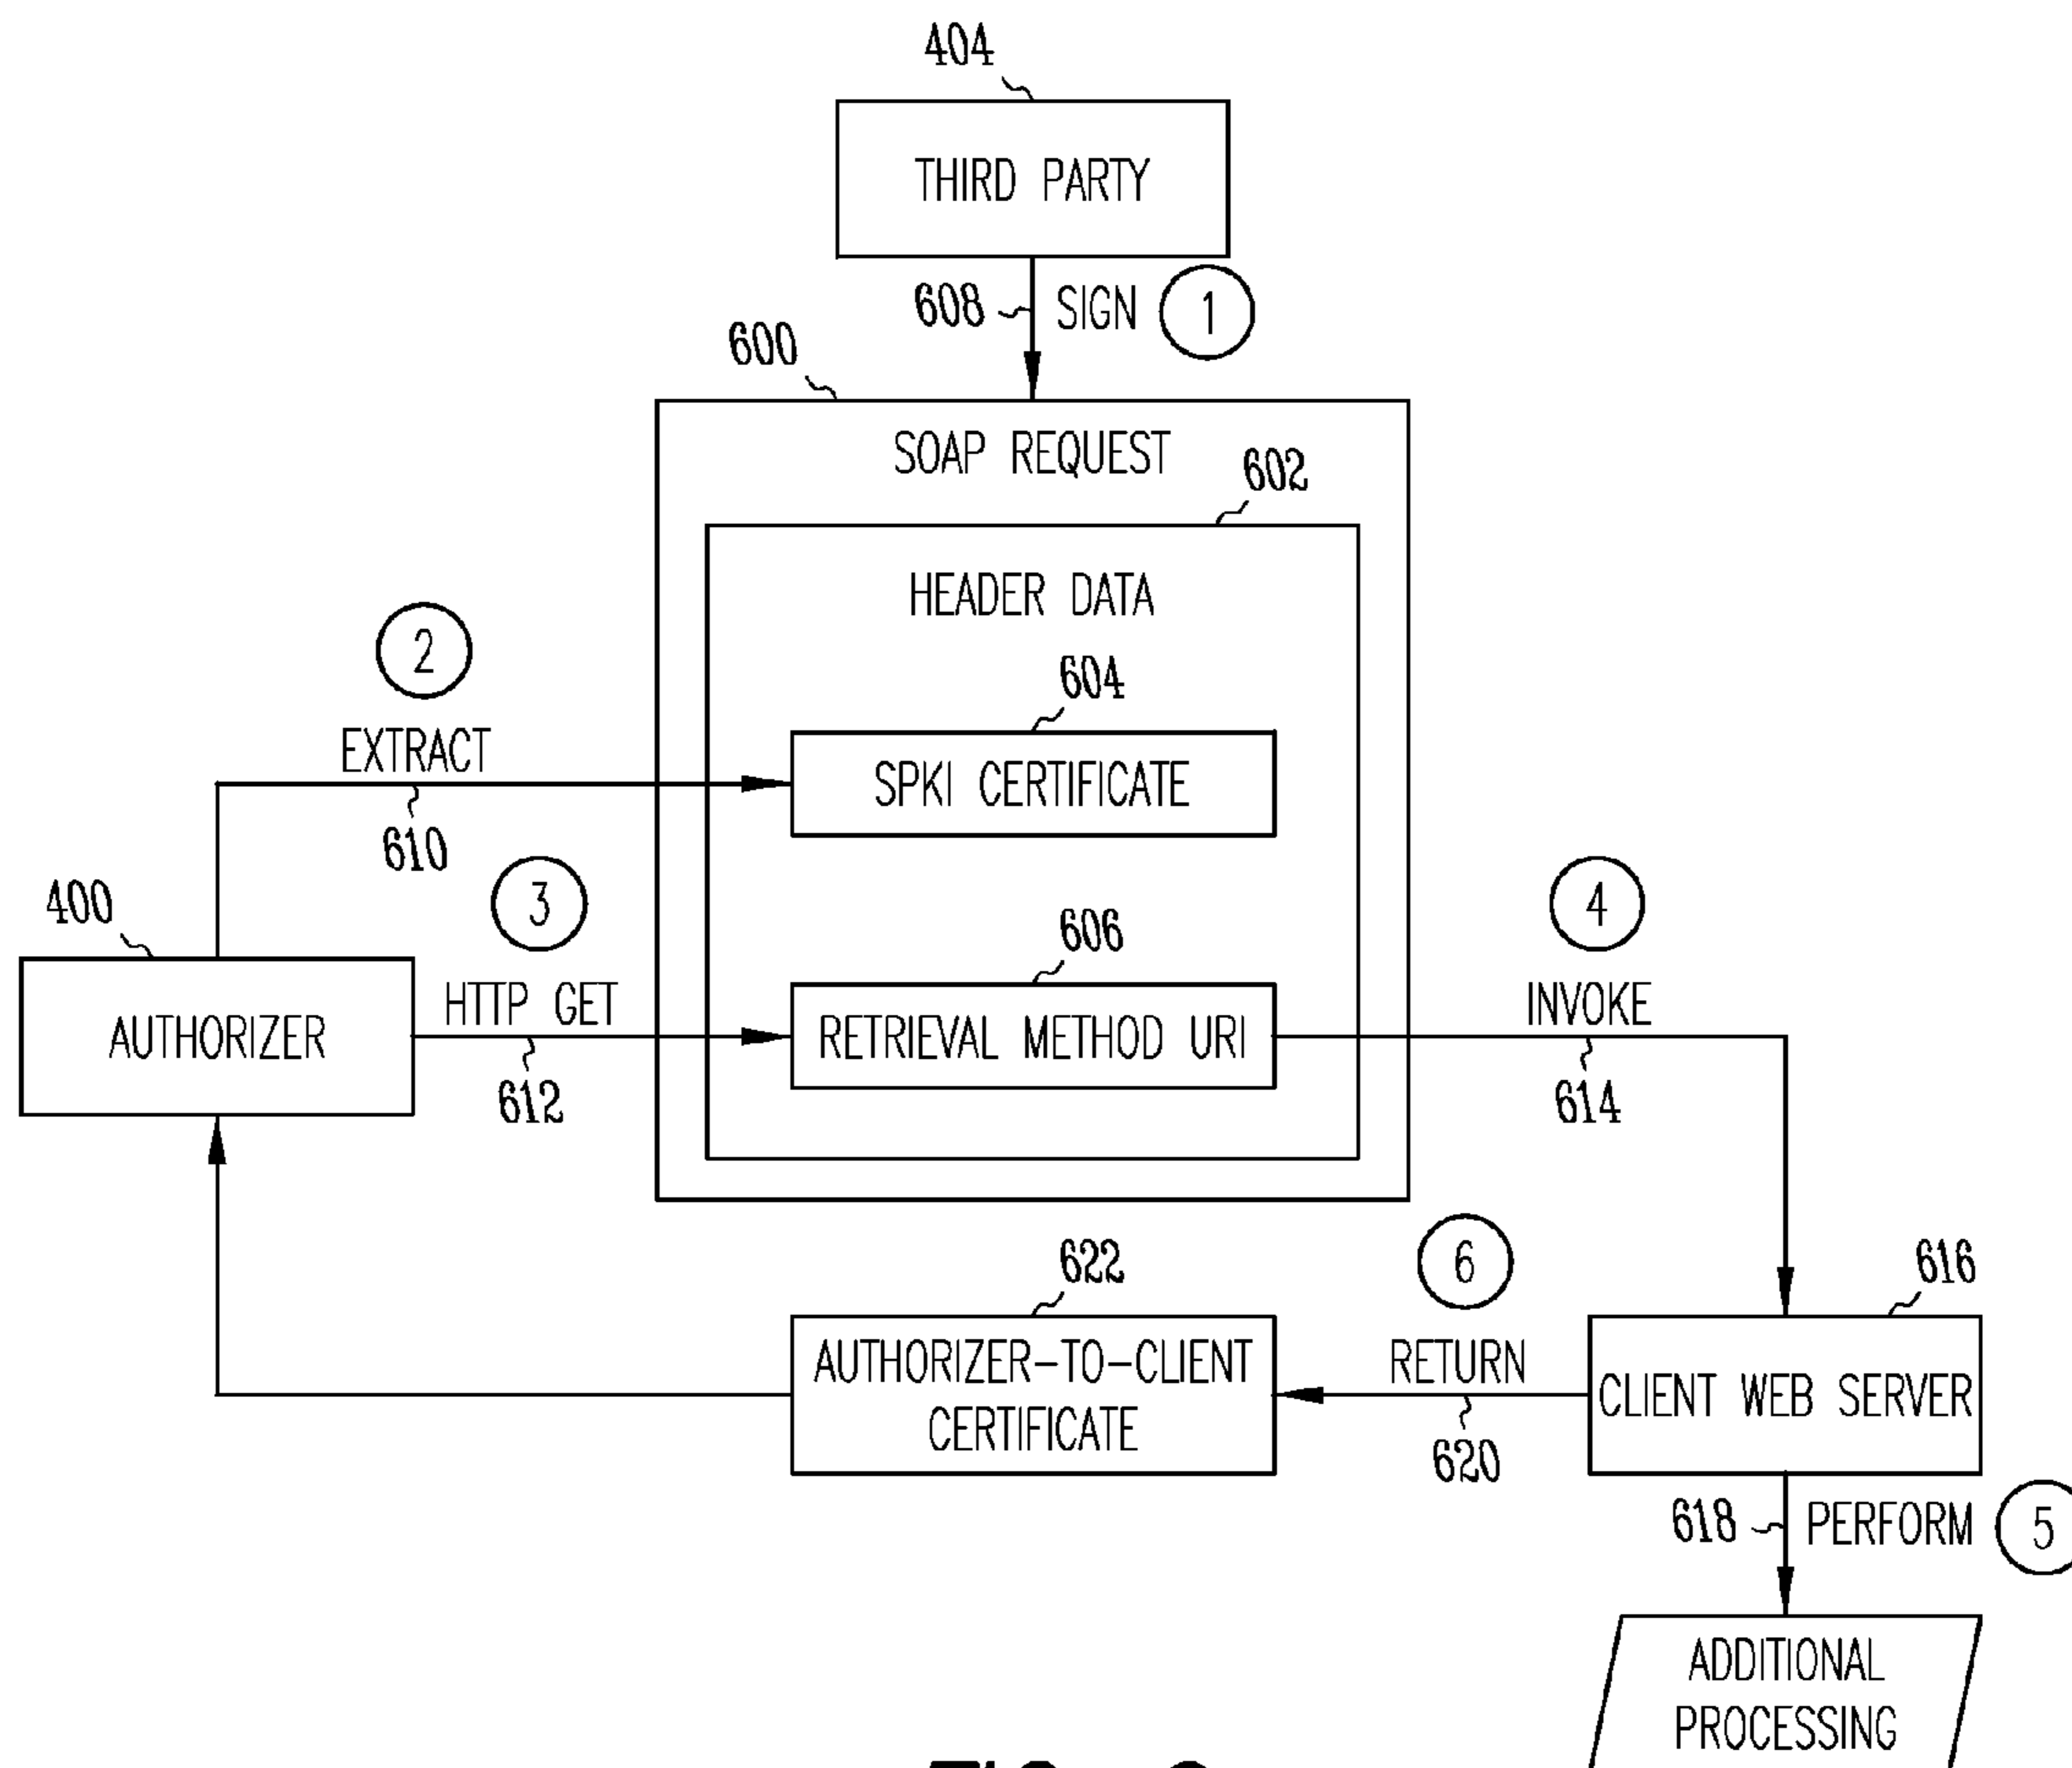 404
THIRD PARTY
608 SIGN 1
600
SOAP REQUEST
602
HEADER DATA
2
604
EXTRACT
SPKI CERTIFICATE
610
3
4
400
606
HTTP GET
INVOKE
AUTHORIZER
RETRIEVAL METHOD URI
612
614
622
6
616
AUTHORIZER-TO-CLIENT
CERTIFICATE
RETURN
CLIENT WEB SERVER
620
618 PERFORM 5
ADDITIONAL
PROCESSING